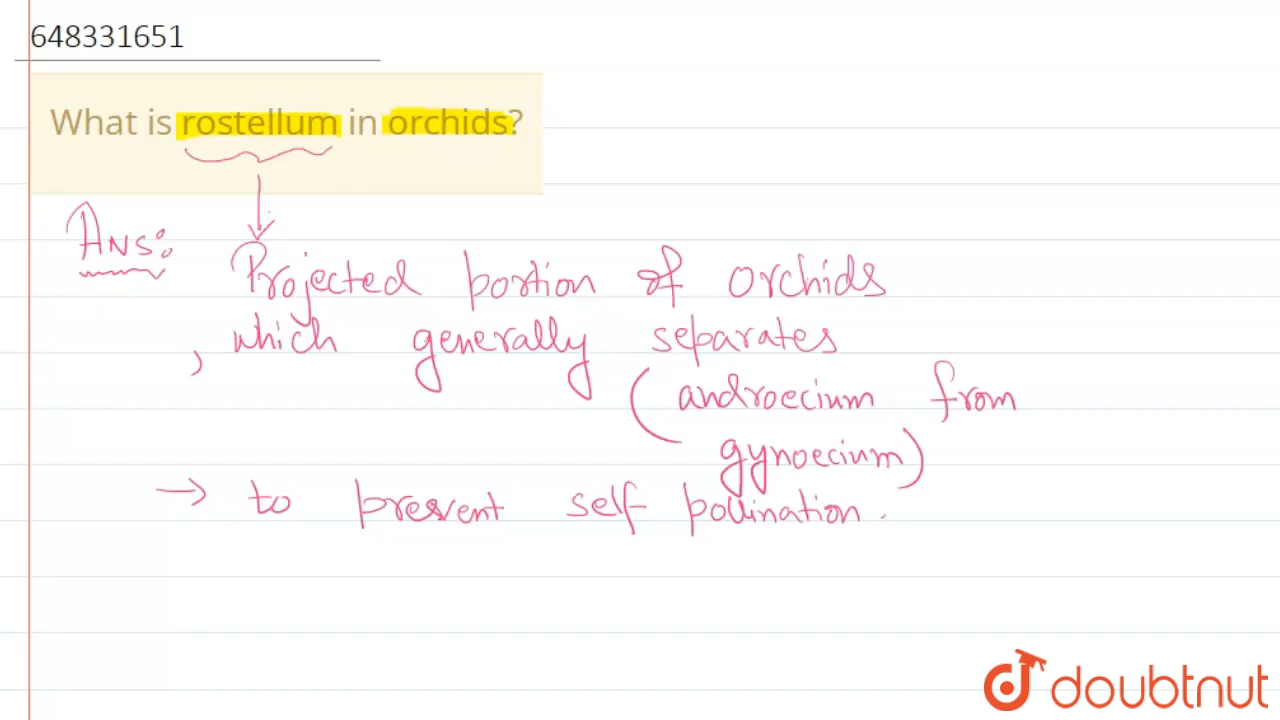 648331651
What is rostellum in orchids?
Ans: Projected portion of orchids
, which generally separates
(androecium from
gynoecium)
→ to prevent self pollination.
doubtnut